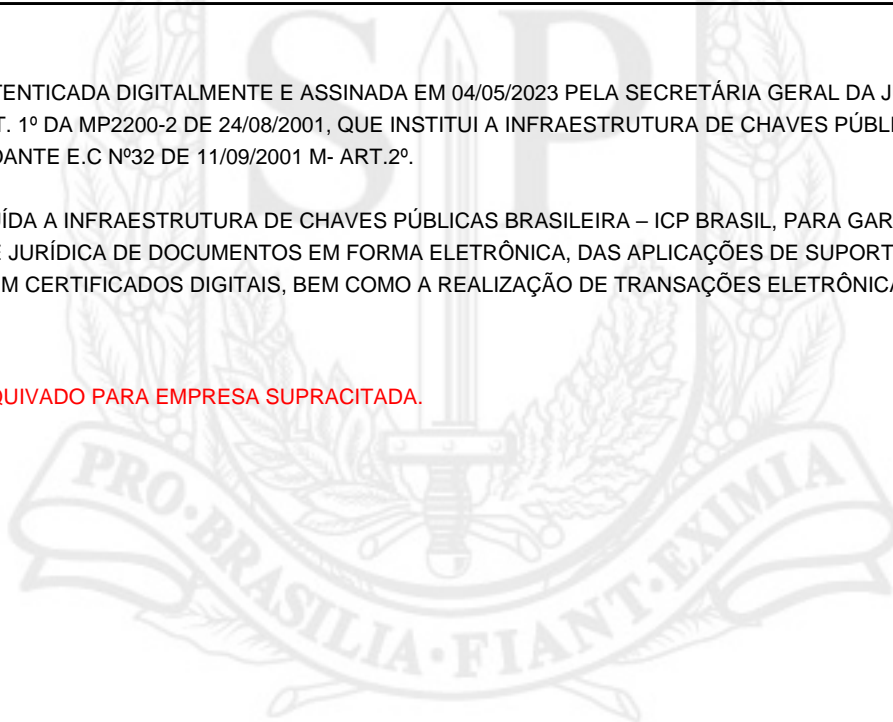 TENTICADA DIGITALMENTE E ASSINADA EM 04/05/2023 PELA SECRETÁRIA GERAL DA J
T. 1º DA MP2200-2 DE 24/08/2001, QUE INSTITUI A INFRAESTRUTURA DE CHAVES PÚBL
DANTE E.C Nº32 DE 11/09/2001 M- ART.2º.
ÍDA A INFRAESTRUTURA DE CHAVES PÚBLICAS BRASILEIRA – ICP BRASIL, PARA GAR
E JURÍDICA DE DOCUMENTOS EM FORMA ELETRÔNICA, DAS APLICAÇÕES DE SUPORT
M CERTIFICADOS DIGITAIS, BEM COMO A REALIZAÇÃO DE TRANSAÇÕES ELETRÔNICA
QUIVADO PARA EMPRESA SUPRACITADA.
SP
PRO·BRASILIA·FIANT·EXIMIA